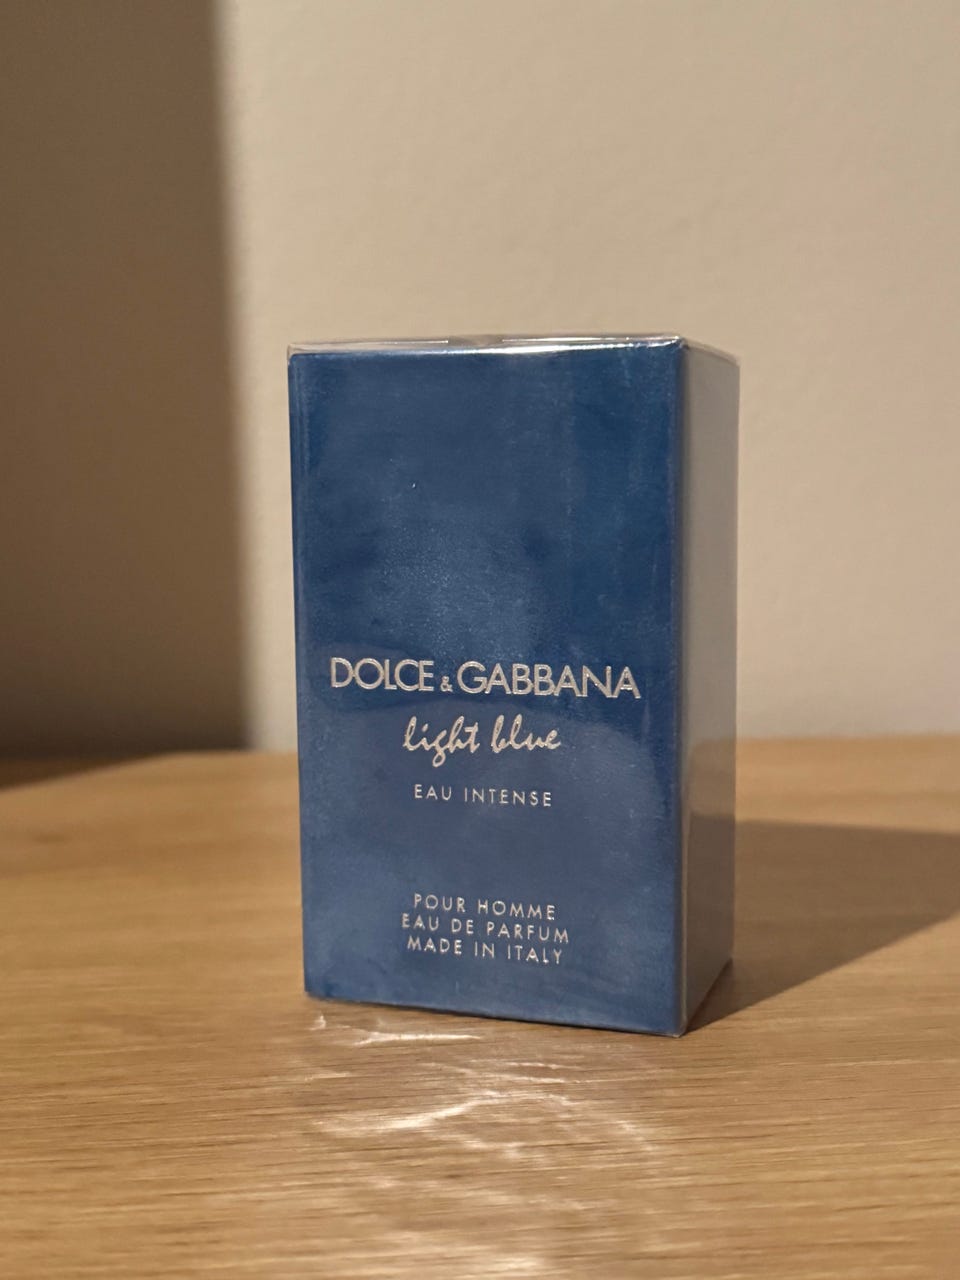 DOLCE & GABBANA
light blue
EAU INTENSE
POUR HOMME
EAU DE PARFUM
MADE IN ITALY